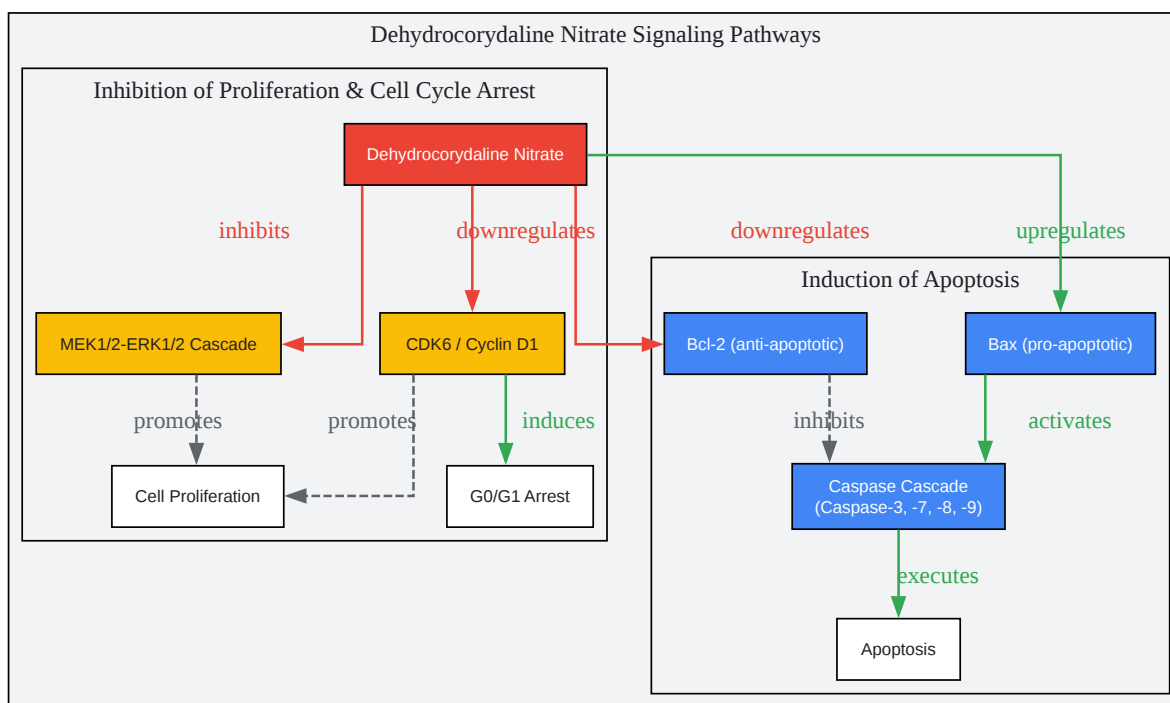 Dehydrocorydaline Nitrate Signaling Pathways
Inhibition of Proliferation & Cell Cycle Arrest
Dehydrocorydaline Nitrate
inhibits
downregulates
downregulates
upregulates
Induction of Apoptosis
MEK1/2-ERK1/2 Cascade
CDK6 / Cyclin D1
Bcl-2 (anti-apoptotic)
Bax (pro-apoptotic)
promotes
promotes
induces
inhibits
activates
Cell Proliferation
G0/G1 Arrest
Caspase Cascade
(Caspase-3, -7, -8, -9)
executes
Apoptosis